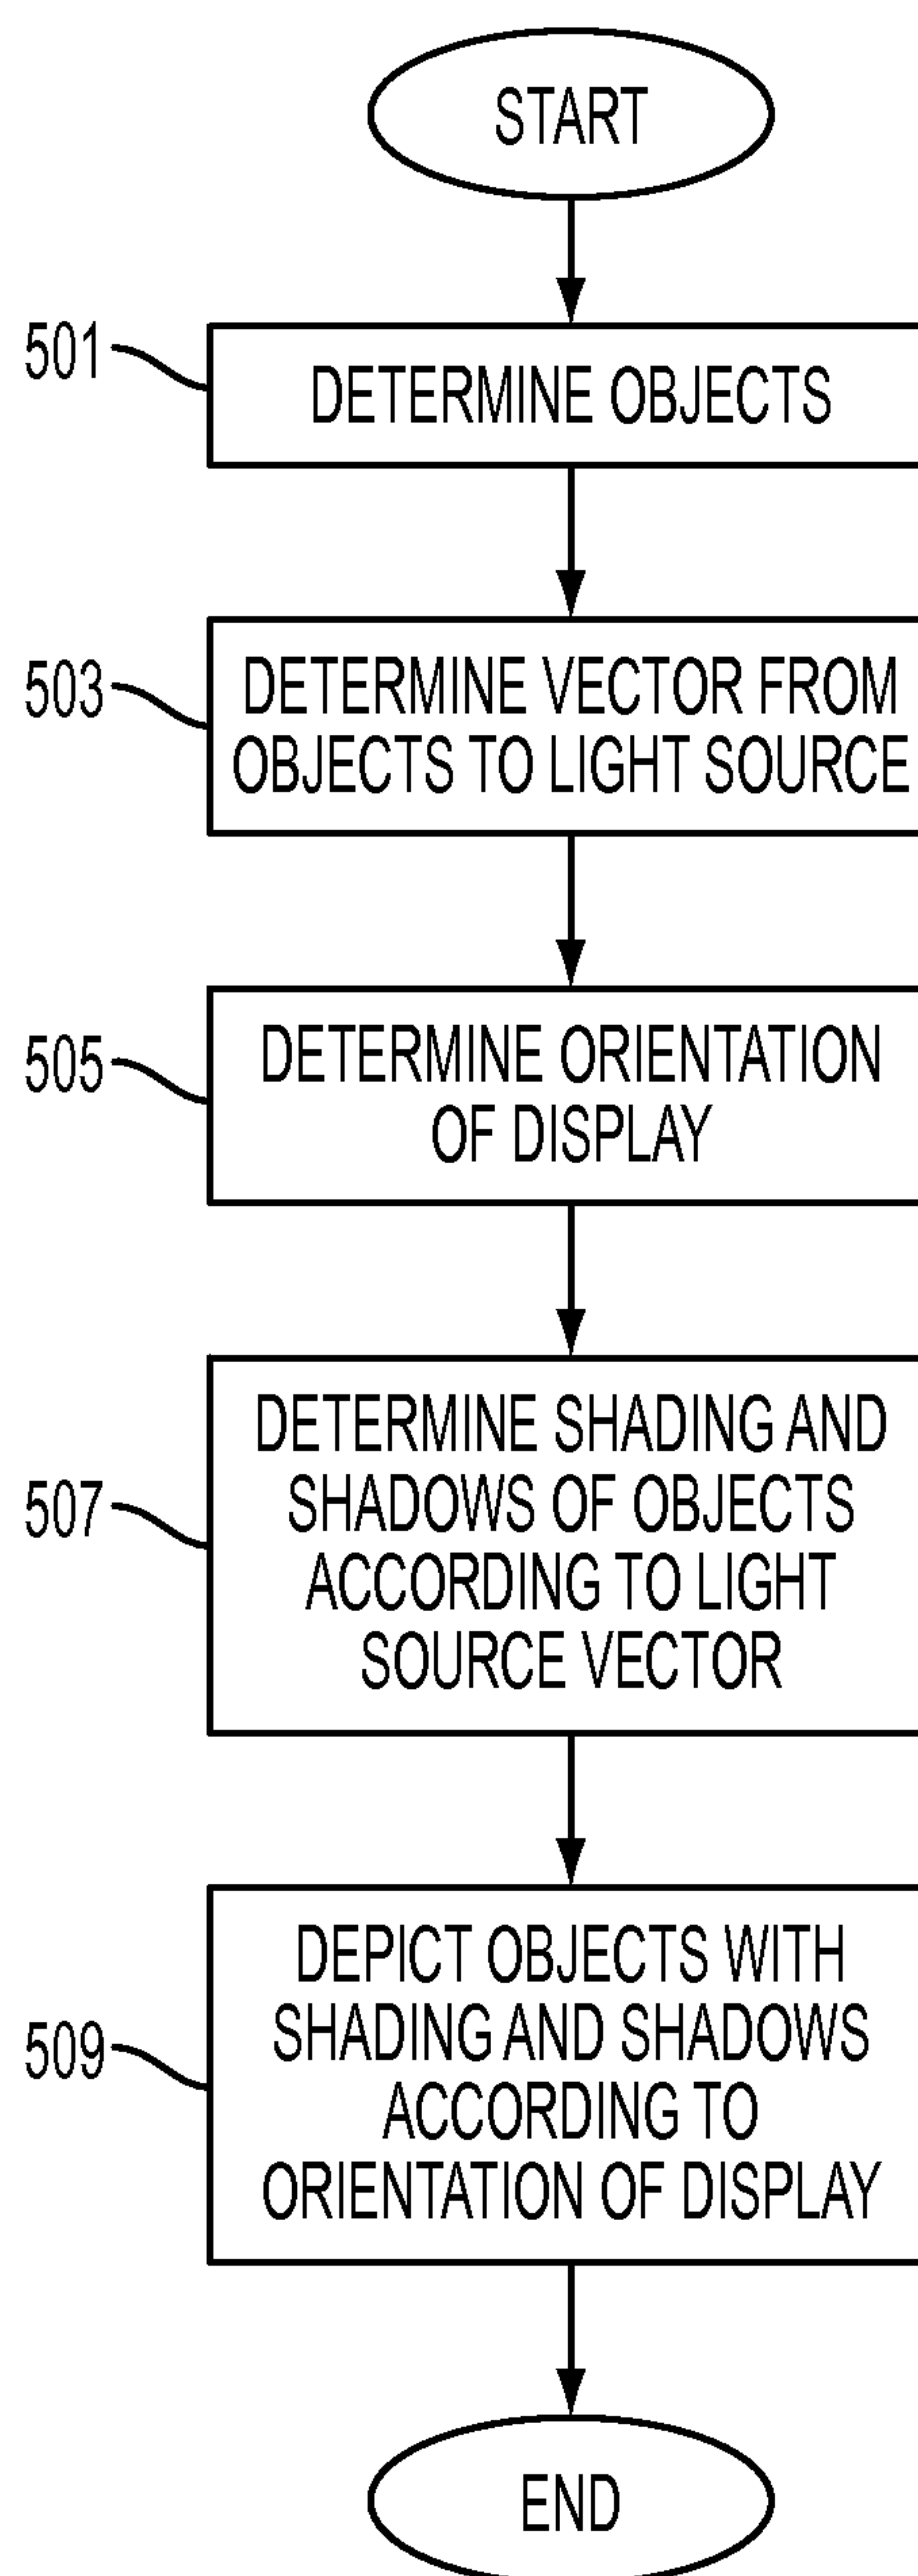 START
501
DETERMINE OBJECTS
503
DETERMINE VECTOR FROM
OBJECTS TO LIGHT SOURCE
505
DETERMINE ORIENTATION
OF DISPLAY
507
DETERMINE SHADING AND
SHADOWS OF OBJECTS
ACCORDING TO LIGHT
SOURCE VECTOR
509
DEPICT OBJECTS WITH
SHADING AND SHADOWS
ACCORDING TO
ORIENTATION OF DISPLAY
END